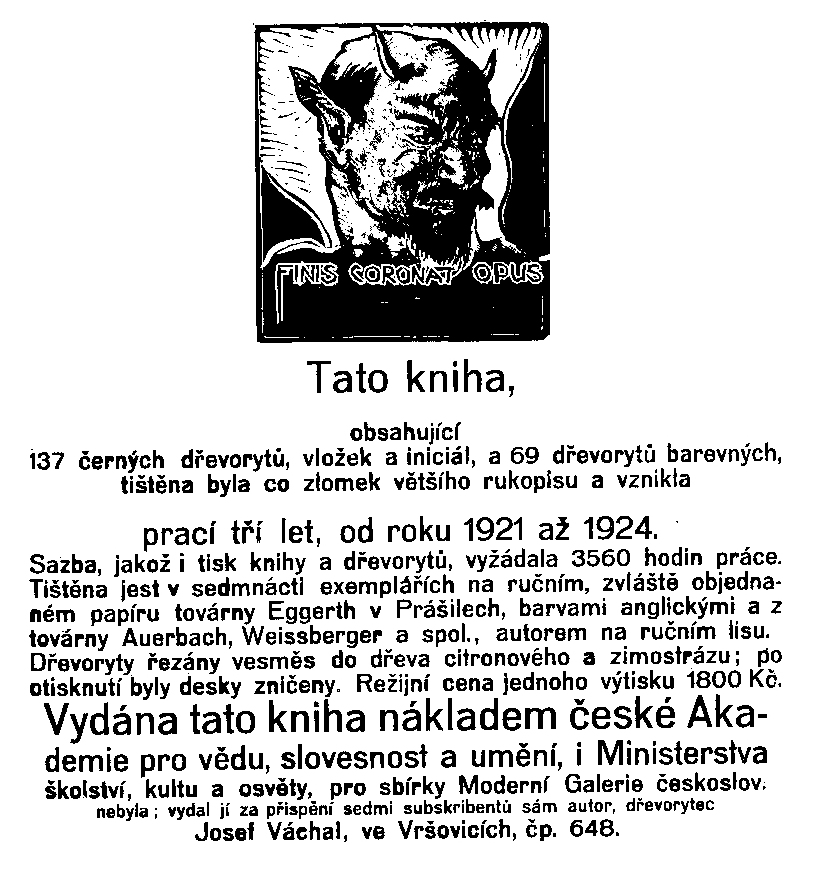 FINIS CORONAT OPUS
Tato kniha,
obsahující
137 černých dřevorytů, vložek a iniciál, a 69 dřevorytů barevných,
tištěna byla co zlomek většího rukopisu a vznikla
prací tří let, od roku 1921 až 1924.
Sazba, jakož i tisk knihy a dřevorytů, vyžádala 3560 hodin práce.
Tištěna jest v sedmnácti exemplářích na ručním, zvláště objedna-
ném papíru továrny Eggerth v Prášilech, barvami anglickými a z
továrny Auerbach, Weissberger a spol., autorem na ručním lisu.
Dřevoryty řezány vesměs do dřeva citronového a zimostrázu; po
otisknutí byly desky zničeny. Režijní cena jednoho výtisku 1800 Kč.
Vydána tato kniha nákladem české Aka-
demie pro vědu, slovesnost a umění, i Ministerstva
školství, kultu a osvěty, pro sbírky Moderní Galerie českoslov.
nebyla; vydal jí za přispění sedmi subskribentů sám autor, dřevorytec
Josef Váchal, ve Vršovicích, čp. 648.